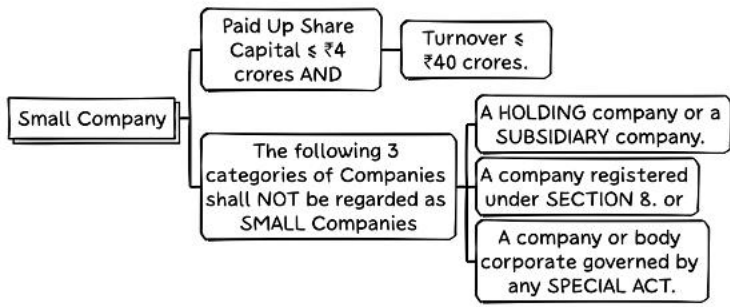 Small Company
Paid Up Share
Capital ≤ ₹4
crores AND
Turnover ≤
₹40 crores.
The following 3
categories of Companies
shall NOT be regarded as
SMALL Companies
A HOLDING company or a
SUBSIDIARY company.
A company registered
under SECTION 8. or
A company or body
corporate governed by
any SPECIAL ACT.